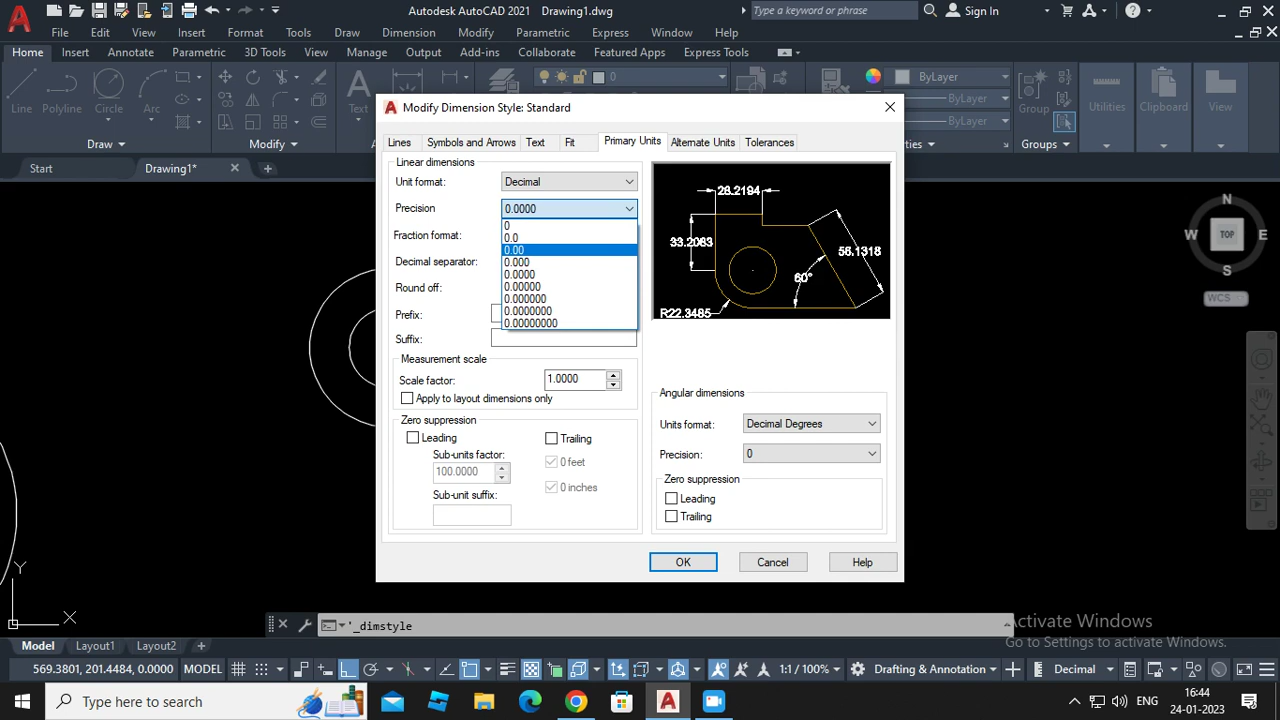 Autodesk AutoCAD 2021 Drawing1.dwg
Type a keyword or phrase
Sign In
File Edit View Insert Format Tools Draw Dimension Modify Parametric Express Window Help
Home Insert Annotate Parametric 3D Tools View Manage Output Add-ins Collaborate Featured Apps Express Tools
0
ByLayer
ByLayer
ByLayer
Line Polyline Circle Arc Text Group Utilities Clipboard View
Draw Modify Groups
Start Drawing1* +
Modify Dimension Style: Standard
Lines Symbols and Arrows Text Fit Primary Units Alternate Units Tolerances
Linear dimensions
Unit format: Decimal
Precision 0.0000
0
0.0
0.00
0.000
0.0000
0.00000
0.000000
0.0000000
0.00000000
Fraction format:
Decimal separator:
Round off:
Prefix:
Suffix:
Measurement scale
Scale factor: 1.0000
Apply to layout dimensions only
Zero suppression
Leading Trailing
Sub-units factor: 0 feet
100.0000
Sub-unit suffix: 0 inches
28.2194
33.2083
56.1318
60°
R22.3485
Angular dimensions
Units format: Decimal Degrees
Precision: 0
Zero suppression
Leading
Trailing
OK Cancel Help
N
W TOP E
S
WCS
Y
X
'_dimstyle
Activate Windows
Go to Settings to activate Windows.
Model Layout1 Layout2 +
569.3801, 201.4484, 0.0000 MODEL 1:1 / 100% Drafting & Annotation Decimal
Type here to search
ENG
16:44
24-01-2023